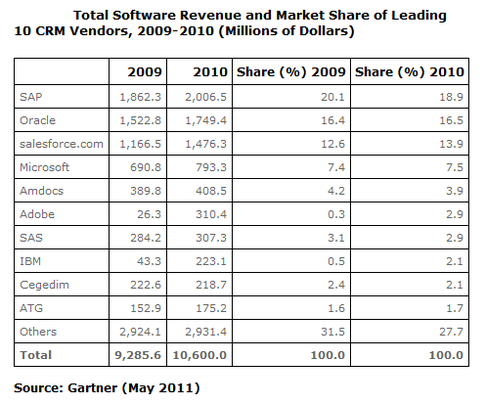 Total Software Revenue and Market Share of Leading
10 CRM Vendors, 2009-2010 (Millions of Dollars)
2009 2010 Share (%) 2009 Share (%) 2010
SAP 1,862.3 2,006.5 20.1 18.9
Oracle 1,522.8 1,749.4 16.4 16.5
salesforce.com 1,166.5 1,476.3 12.6 13.9
Microsoft 690.8 793.3 7.4 7.5
Amdocs 389.8 408.5 4.2 3.9
Adobe 26.3 310.4 0.3 2.9
SAS 284.2 307.3 3.1 2.9
IBM 43.3 223.1 0.5 2.1
Cegedim 222.6 218.7 2.4 2.1
ATG 152.9 175.2 1.6 1.7
Others 2,924.1 2,931.4 31.5 27.7
Total 9,285.6 10,600.0 100.0 100.0
Source: Gartner (May 2011)